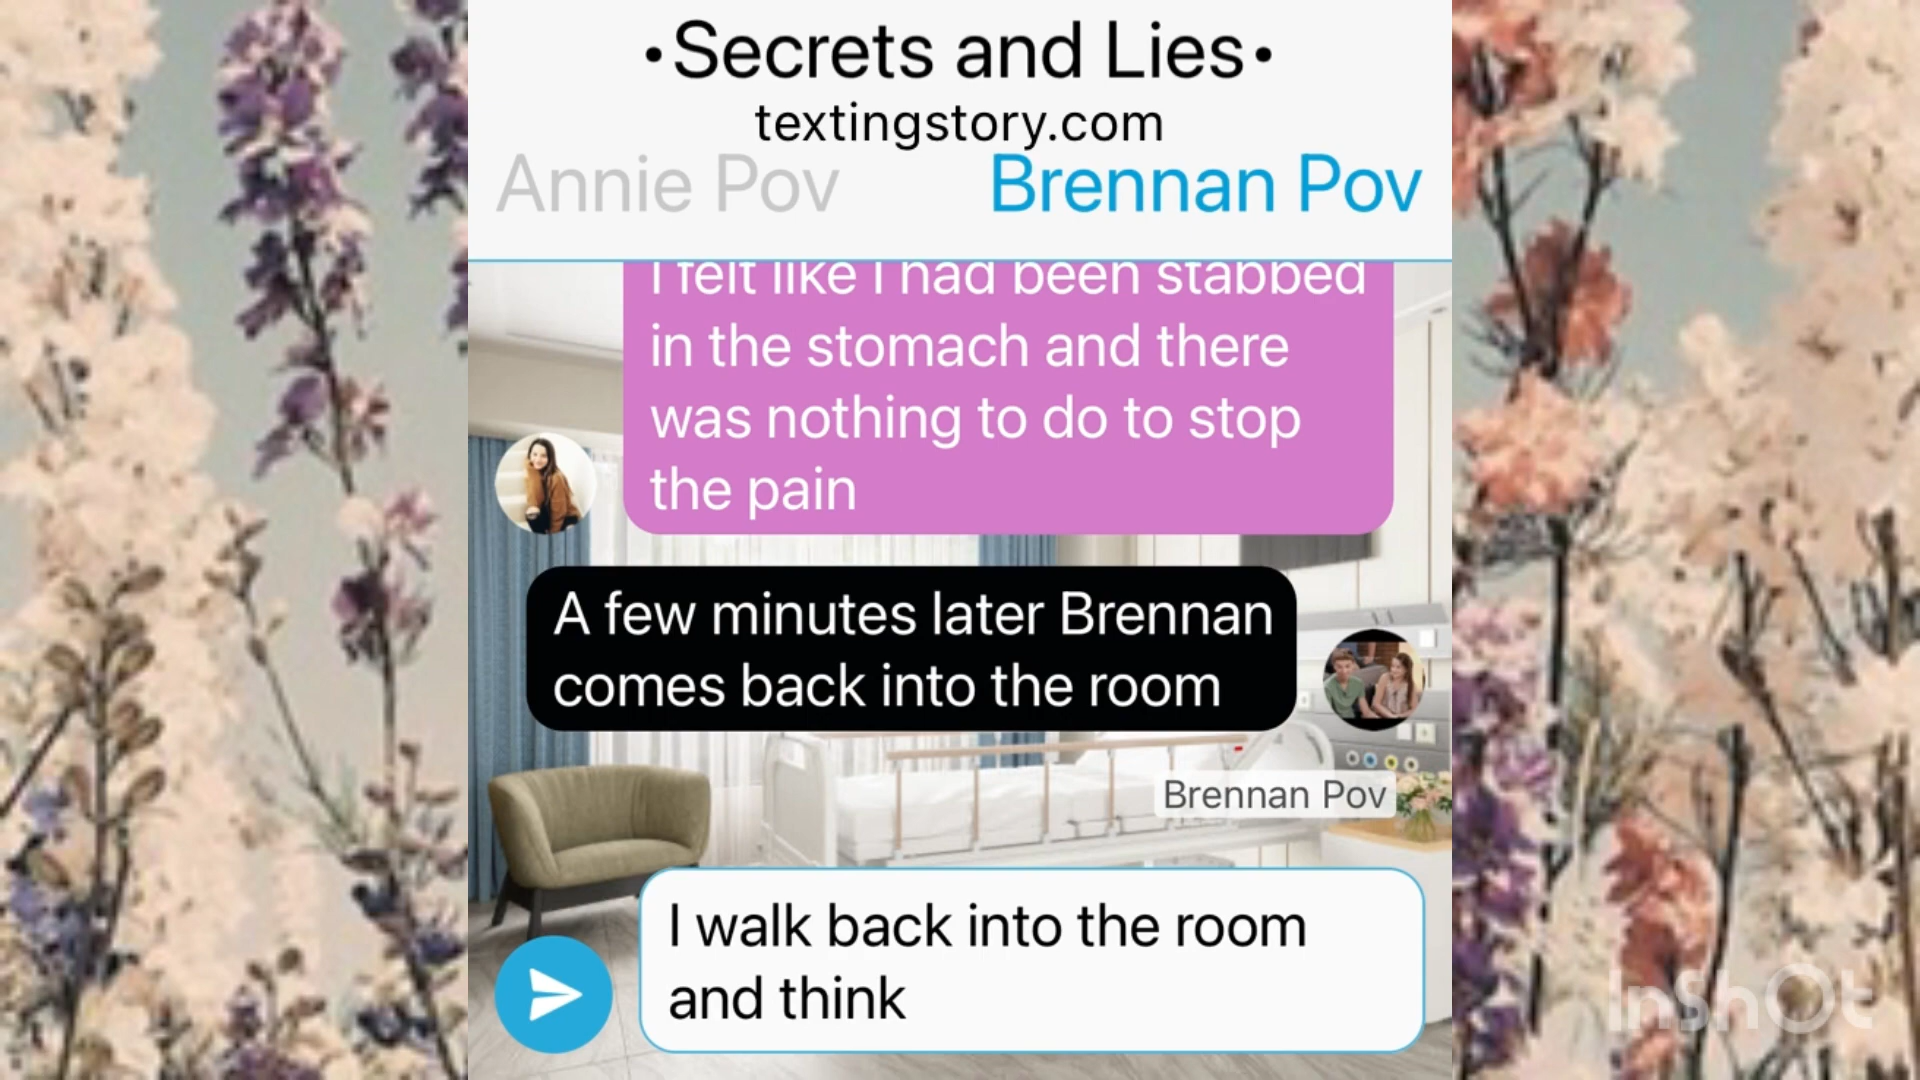 •Secrets and Lies•
textingstory.com
Annie Pov
Brennan Pov
I felt like I had been stabbed
in the stomach and there
was nothing to do to stop
the pain
A few minutes later Brennan
comes back into the room
Brennan Pov
I walk back into the room
and think
InShOt